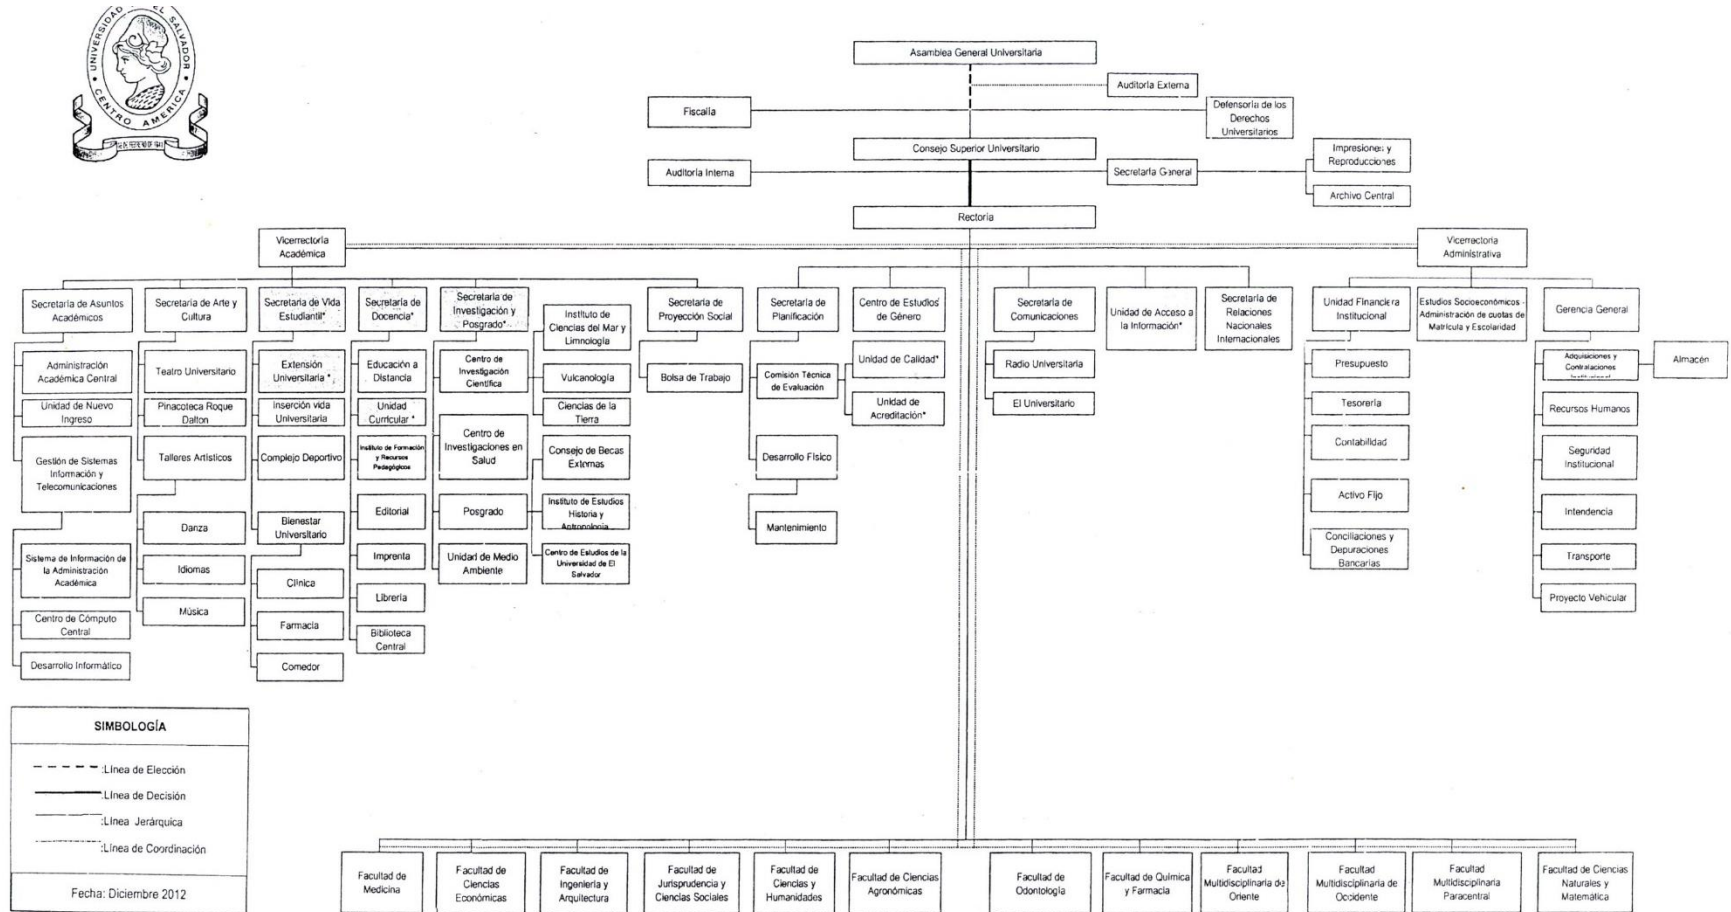 UNIVERSIDAD
EL SALVADOR
CENTRO AMERICA
16 DE FEBRERO DE 1841
Asamblea General Universitaria
Auditoría Externa
Fiscalía
Defensoría de los
Derechos
Universitarios
Consejo Superior Universitario
Impresiones y
Reproducciones
Auditoría Interna
Secretaría General
Archivo Central
Rectoría
Vicerrectoría
Académica
Vicerrectoría
Administrativa
Secretaría de Asuntos
Académicos
Secretaría de Arte y
Cultura
Secretaría de Vida
Estudiantil*
Secretaría de
Docencia*
Secretaría de
Investigación y
Posgrado*
Instituto de
Ciencias del Mar y
Limnología
Secretaría de
Proyección Social
Secretaría de
Planificación
Centro de Estudios
de Género
Secretaría de
Comunicaciones
Unidad de Acceso a
la Información*
Secretaría de
Relaciones
Nacionales
Internacionales
Unidad Financiera
Institucional
Estudios Socioeconómicos -
Administración de cuotas de
Matrícula y Escolaridad
Gerencia General
Administración
Académica Central
Teatro Universitario
Extensión
Universitaria *
Educación a
Distancia
Centro de
Investigación
Científica
Vulcanología
Bolsa de Trabajo
Comisión Técnica
de Evaluación
Unidad de Calidad*
Radio Universitaria
Presupuesto
Adquisiciones y
Contrataciones
Almacén
Unidad de Nuevo
Ingreso
Pinacoteca Roque
Dalton
Inserción vida
Universitaria
Unidad
Curricular *
Ciencias de la
Tierra
Unidad de
Acreditación*
El Universitario
Tesorería
Recursos Humanos
Gestión de Sistemas
Información y
Telecomunicaciones
Talleres Artísticos
Complejo Deportivo
Instituto de Formación
y Recursos
Pedagógicos
Centro de
Investigaciones en
Salud
Consejo de Becas
Externas
Desarrollo Físico
Contabilidad
Seguridad
Institucional
Danza
Bienestar
Universitario
Editorial
Posgrado
Instituto de Estudios
Historia y
Antropología
Mantenimiento
Activo Fijo
Intendencia
Sistema de Información de
la Administración
Académica
Idiomas
Clínica
Imprenta
Unidad de Medio
Ambiente
Centro de Estudios de la
Universidad de El
Salvador
Conciliaciones y
Depuraciones
Bancarias
Transporte
Centro de Cómputo
Central
Música
Farmacia
Librería
Proyecto Vehicular
Desarrollo Informático
Comedor
Biblioteca
Central
SIMBOLOGÍA
:Línea de Elección
:Línea de Decisión
:Línea Jerárquica
:Línea de Coordinación
Fecha: Diciembre 2012
Facultad de
Medicina
Facultad de
Ciencias
Económicas
Facultad de
Ingeniería y
Arquitectura
Facultad de
Jurisprudencia y
Ciencias Sociales
Facultad de
Ciencias y
Humanidades
Facultad de Ciencias
Agronómicas
Facultad de
Odontología
Facultad de Química
y Farmacia
Facultad
Multidisciplinaria de
Oriente
Facultad
Multidisciplinaria de
Occidente
Facultad
Multidisciplinaria
Paracentral
Facultad de Ciencias
Naturales y
Matemática